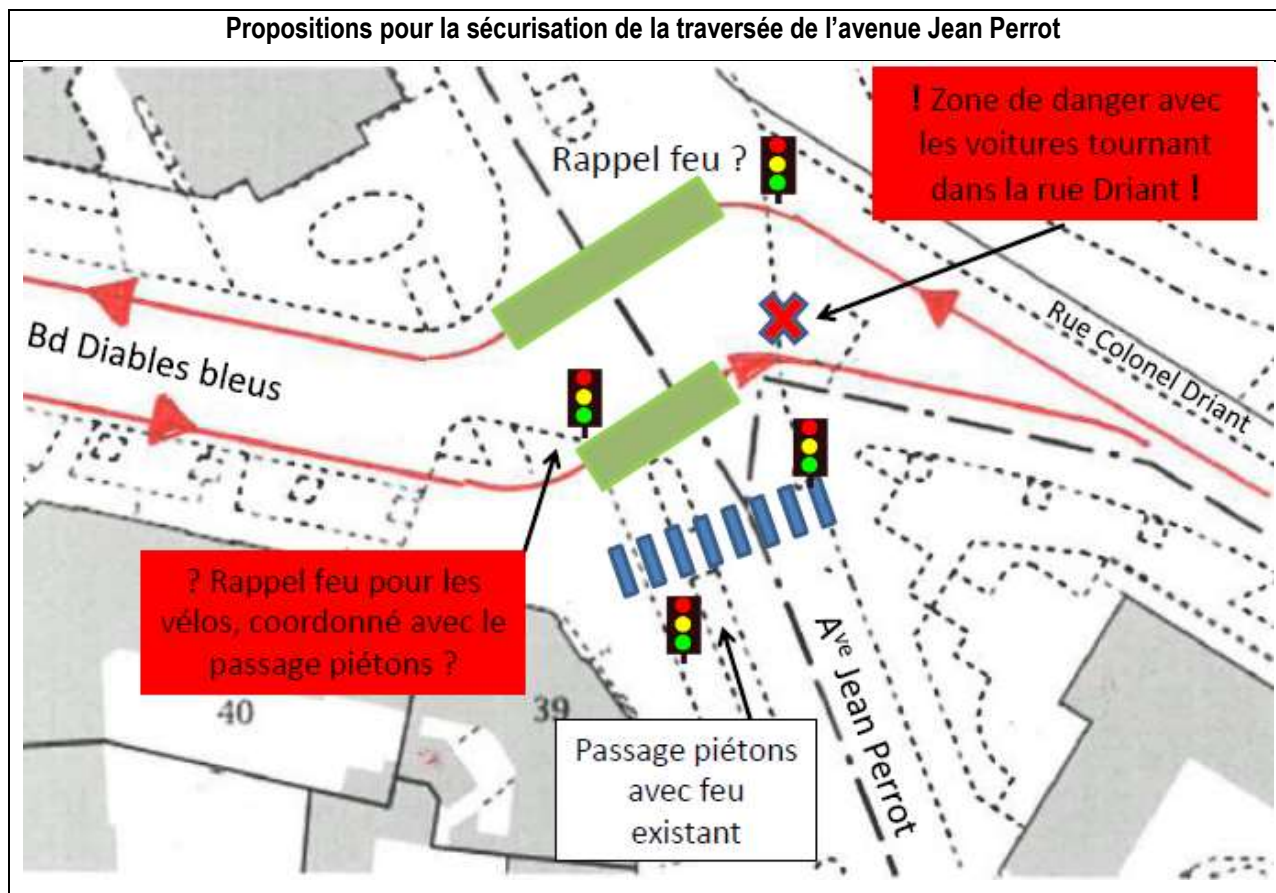 Propositions pour la sécurisation de la traversée de l'avenue Jean Perrot
! Zone de danger avec
les voitures tournant
dans la rue Driant !
Rappel feu ?
Rue Colonel Driant
Bd Diables bleus
? Rappel feu pour les
vélos, coordonné avec le
passage piétons ?
40
39
Passage piétons
avec feu
existant
Ave Jean Perrot